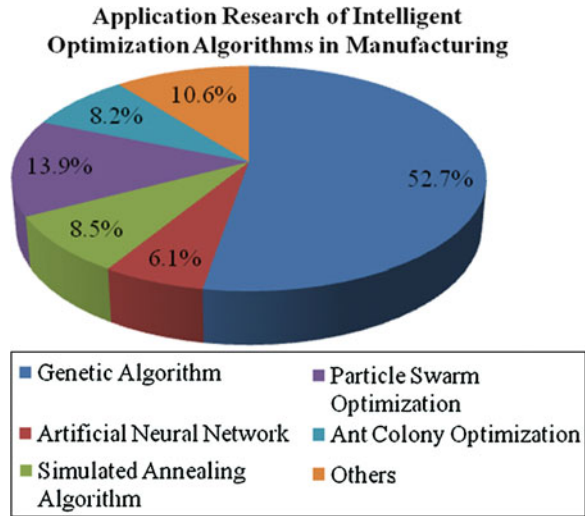 Application Research of Intelligent
Optimization Algorithms in Manufacturing
10.6%
8.2%
13.9%
52.7%
8.5%
6.1%
Genetic Algorithm
Particle Swarm
Optimization
Artificial Neural Network
Ant Colony Optimization
Simulated Annealing
Algorithm
Others